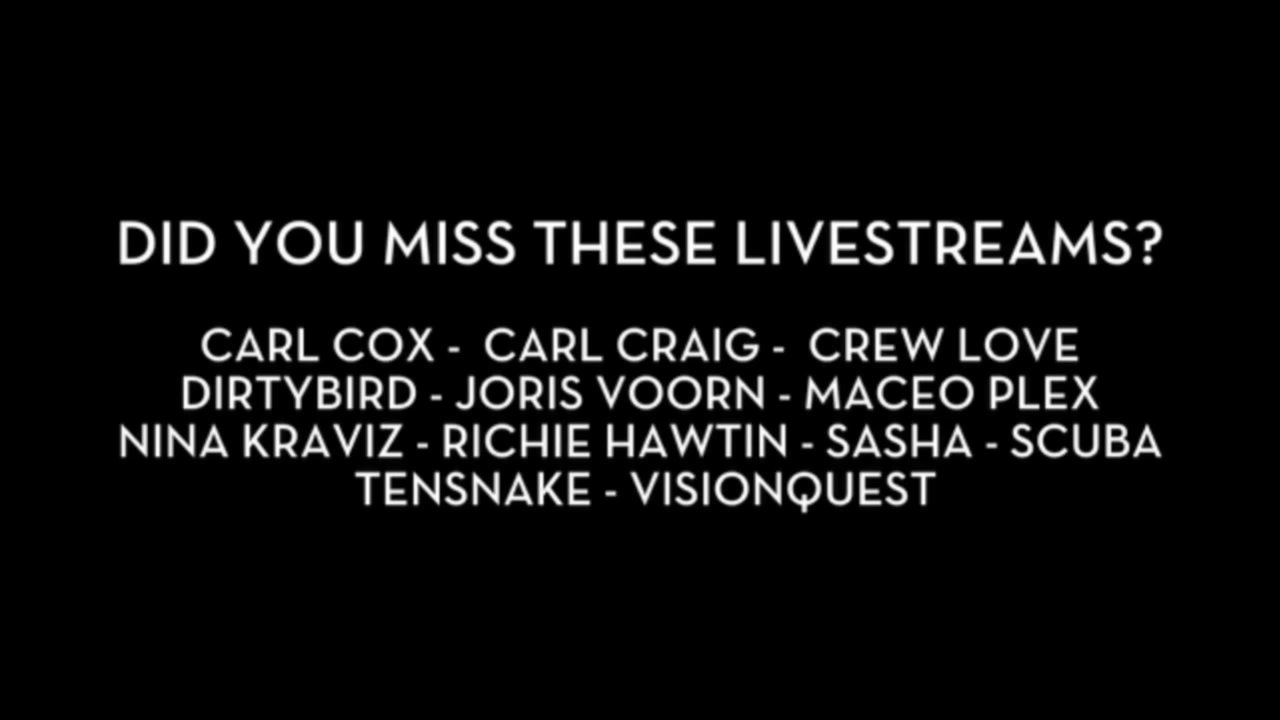 DID YOU MISS THESE LIVESTREAMS?
CARL COX - CARL CRAIG - CREW LOVE
DIRTYBIRD - JORIS VOORN - MACEO PLEX
NINA KRAVIZ - RICHIE HAWTIN - SASHA - SCUBA
TENSNAKE - VISIONQUEST